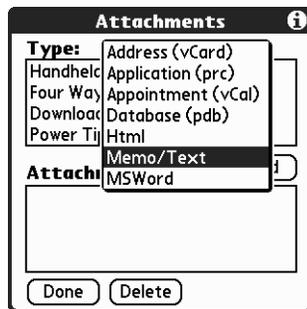 Attachments
Type:
Address (vCard)
Handheld
Application (prc)
Four Way
Appointment (vCal)
Download
Database (pdb)
Power Ti
Html
Memo/Text
Attachm
MSWord
Done
Delete